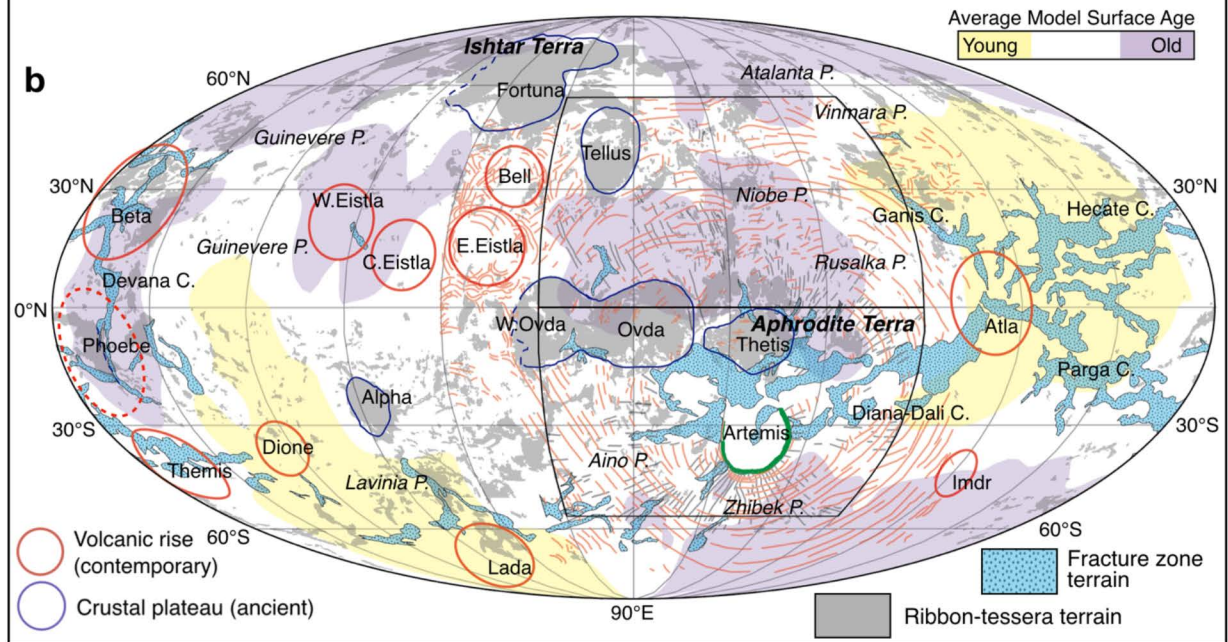 Average Model Surface Age
Young Old
b
Ishtar Terra
60°N
Atalanta P.
Fortuna
Vinmara P.
Guinevere P.
Tellus
Bell
30°N
30°N
W.Eistla
Niobe P.
Beta
Ganis C.
Hecate C.
Guinevere P.
E.Eistla
C.Eistla
Rusalka P.
Devana C.
0°N
W.Ovda
Ovda
Aphrodite Terra
Atla
Phoebe
Thetis
Parga C.
Alpha
Diana-Dali C.
30°S
30°S
Artemis
Dione
Aino P.
Themis
Lavinia P.
Imdr
Zhibek P.
60°S
60°S
Volcanic rise
(contemporary)
Lada
Fracture zone
terrain
Crustal plateau (ancient)
90°E
Ribbon-tessera terrain